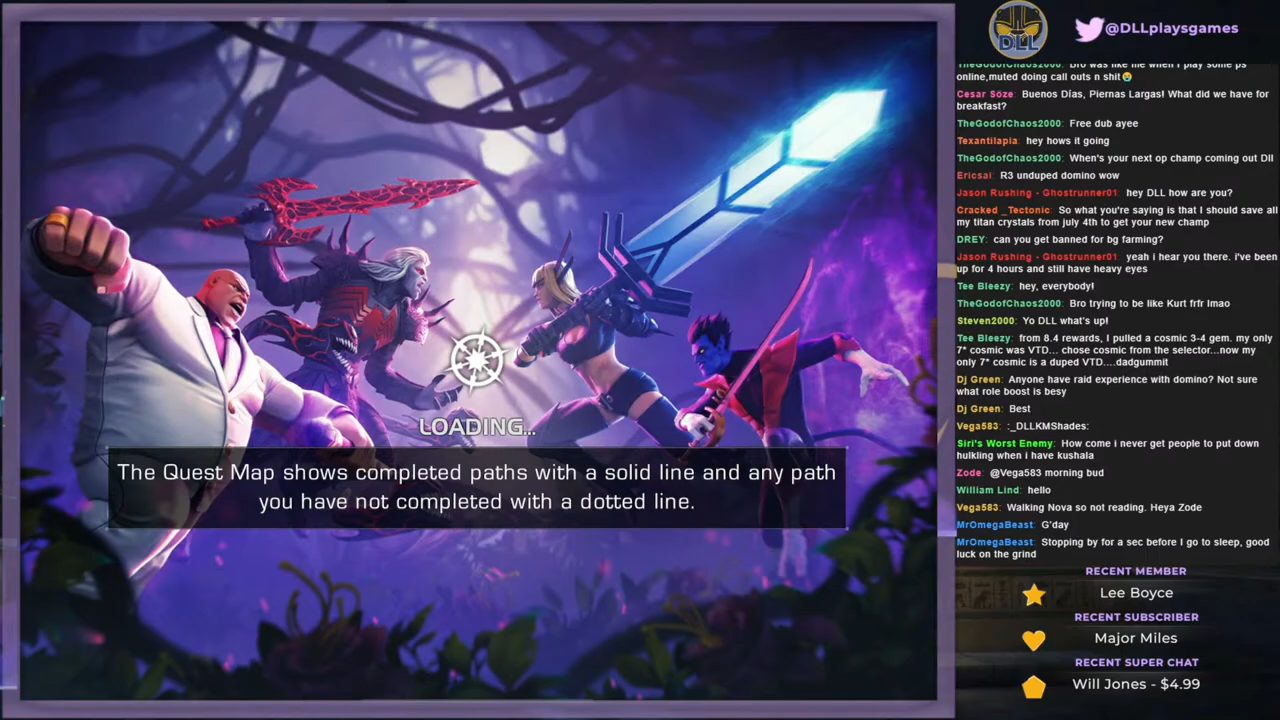 DLL
@DLLplaysgames
TheGodofChaos2000: Bro was like me when I play some ps
online,muted doing call outs n shit😭
Cesar Söze: Buenos Días, Piernas Largas! What did we have for
breakfast?
TheGodofChaos2000: Free dub ayee
Texantilapia: hey hows it going
TheGodofChaos2000: When's your next op champ coming out Dll
Ericsai: R3 unduped domino wow
Jason Rushing - Ghostrunner01: hey DLL how are you?
Cracked _Tectonic: So what you're saying is that I should save all
my titan crystals from july 4th to get your new champ
DREY: can you get banned for bg farming?
Jason Rushing - Ghostrunner01: yeah i hear you there. i've been
up for 4 hours and still have heavy eyes
Tee Bleezy: hey, everybody!
TheGodofChaos2000: Bro trying to be like Kurt frfr lmao
Steven2000: Yo DLL what's up!
Tee Bleezy: from 8.4 rewards, I pulled a cosmic 3-4 gem. my only
7* cosmic was VTD... chose cosmic from the selector...now my
only 7* cosmic is a duped VTD....dadgummit
Dj Green: Anyone have raid experience with domino? Not sure
what role boost is besy
Dj Green: Best
Vega583: :_DLLKMShades:
Siri's Worst Enemy: How come i never get people to put down
hulkling when i have kushala
Zode: @Vega583 morning bud
William Lind: hello
Vega583: Walking Nova so not reading. Heya Zode
MrOmegaBeast: G'day
MrOmegaBeast: Stopping by for a sec before I go to sleep, good
luck on the grind
LOADING...
The Quest Map shows completed paths with a solid line and any path
you have not completed with a dotted line.
RECENT MEMBER
Lee Boyce
RECENT SUBSCRIBER
Major Miles
RECENT SUPER CHAT
Will Jones - $4.99